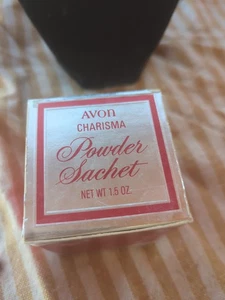 AVON
CHARISMA
Powder
Sachet
NET WT 1.5 OZ.